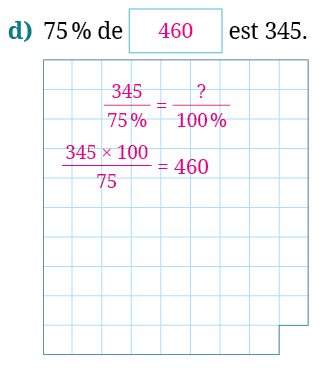 d) 75 % de 460 est 345.
345/75 % = ?/100 %
345 × 100/75 = 460